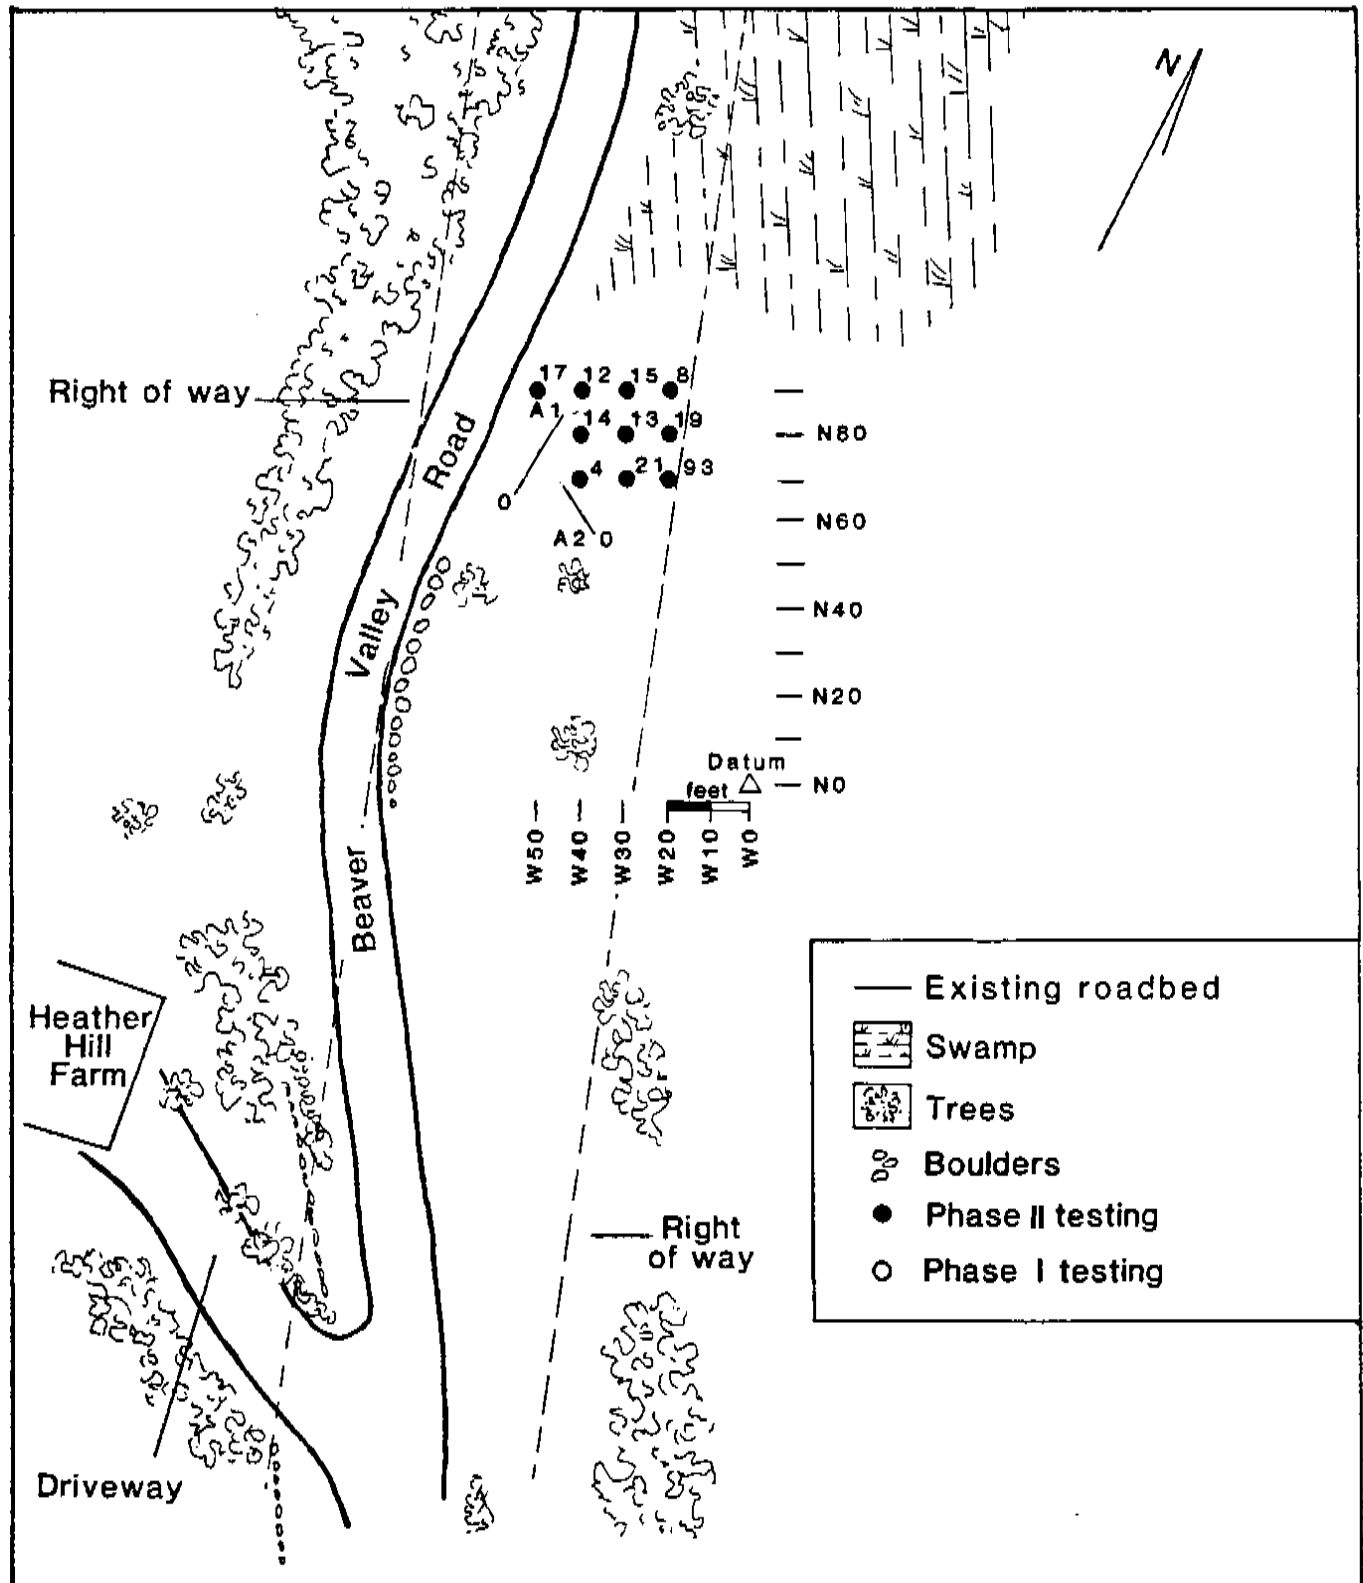 N
17 12 15 8
Right of way
A1 14 13 19
N80
Road
4 21 93
O
N60
A2 O
Valley
N40
N20
Datum
feet
N0
W50 W40 W30 W20 W10 W0
Beaver
Heather
Hill
Farm
Existing roadbed
Swamp
Trees
Boulders
Phase II testing
Phase I testing
Right
of way
Driveway